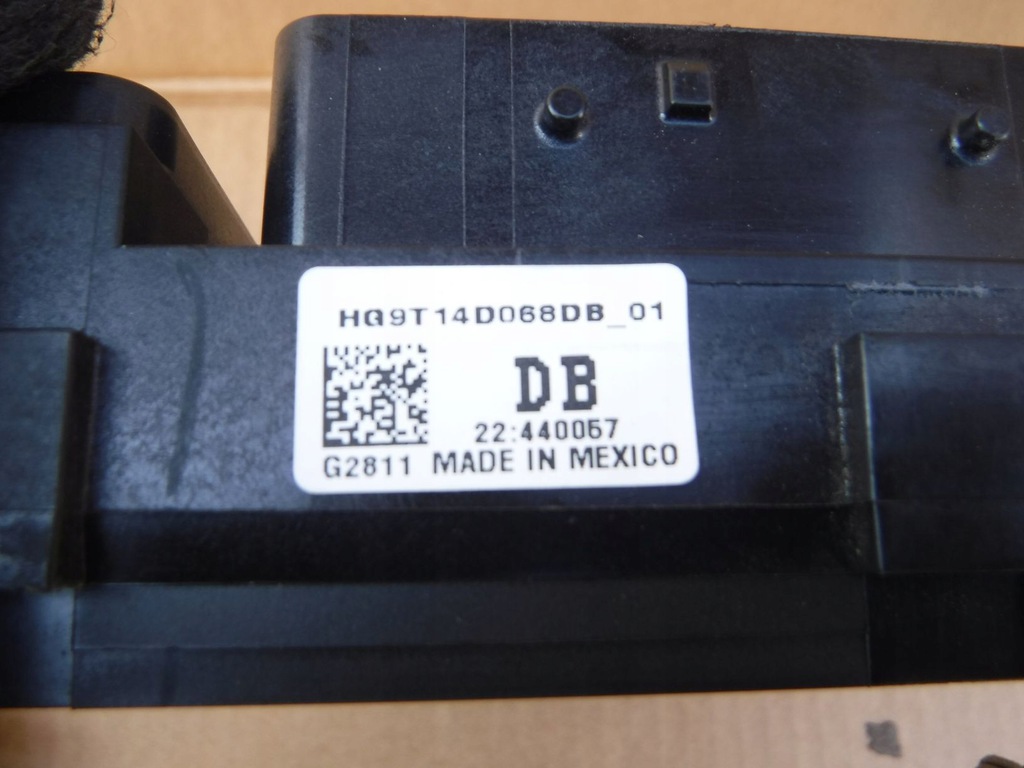 HG9T14D068DB_01
DB
22:440057
G2811 MADE IN MEXICO